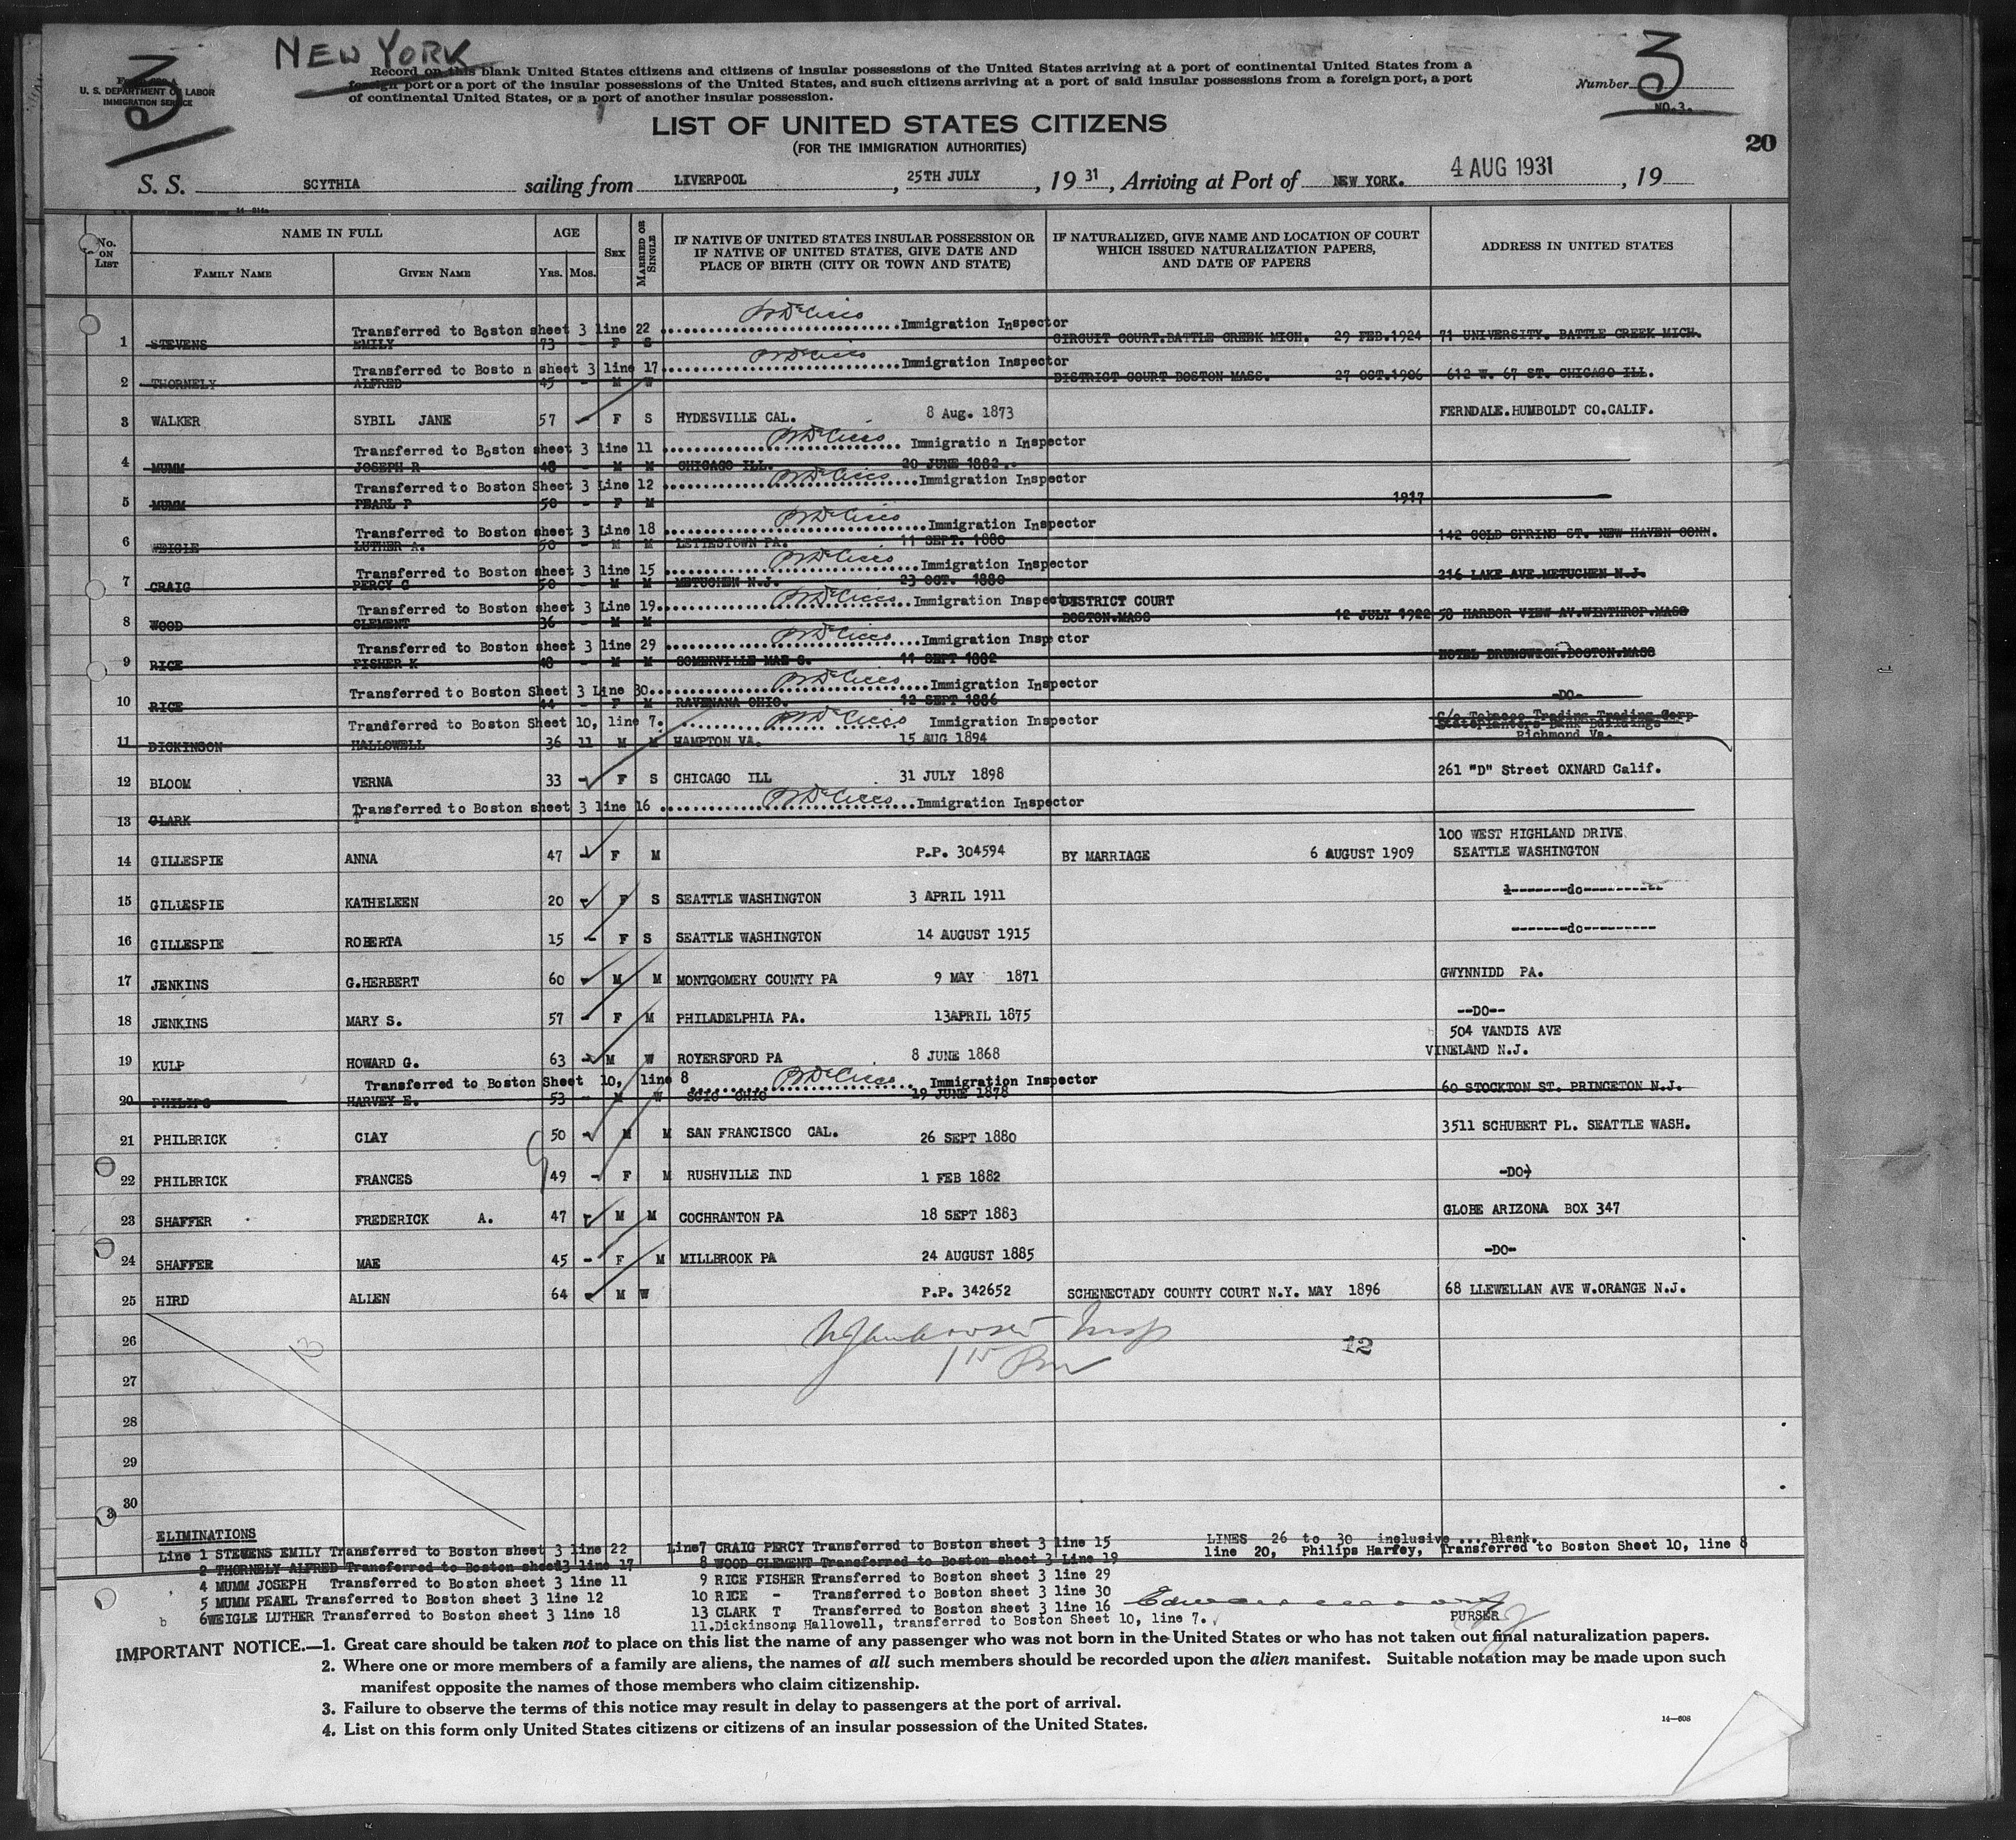 NEW YORK
3
3
U. S. DEPARTMENT OF LABOR
IMMIGRATION SERVICE
Record on this blank United States citizens and citizens of insular possessions of the United States arriving at a port of continental United States from a
foreign port or a port of the insular possessions of the United States, and such citizens arriving at a port of said insular possessions from a foreign port, a port
of continental United States, or a port of another insular possession.
Number
NO.3.
LIST OF UNITED STATES CITIZENS
(FOR THE IMMIGRATION AUTHORITIES)
20
S. S. SCYTHIA sailing from LIVERPOOL, 25TH JULY, 19 31, Arriving at Port of NEW YORK. 4 AUG 1931, 19
No. ON LIST
NAME IN FULL
FAMILY NAME
GIVEN NAME
AGE
YRS. MOS.
SEX
MARRIED OR SINGLE
IF NATIVE OF UNITED STATES INSULAR POSSESSION OR
IF NATIVE OF UNITED STATES, GIVE DATE AND
PLACE OF BIRTH (CITY OR TOWN AND STATE)
IF NATURALIZED, GIVE NAME AND LOCATION OF COURT
WHICH ISSUED NATURALIZATION PAPERS,
AND DATE OF PAPERS
ADDRESS IN UNITED STATES
Transferred to Boston sheet 3 line 22 Immigration Inspector
1 STEVENS EMILY 73 - F S CIRCUIT COURT.BATTLE CREEK MICH. 29 FEB.1924 71 UNIVERSITY. BATTLE CREEK MICH.
Transferred to Bosto n sheet 3 line 17 Immigration Inspector
2 THORNELY ALFRED 45 - M W DISTRICT COURT BOSTON MASS. 27 OCT.1906 612 W. 67 ST. CHICAGO ILL.
3 WALKER SYBIL JANE 57 - F S HYDESVILLE CAL. 8 Aug. 1873 FERNDALE.HUMBOLDT CO.CALIF.
Transferred to Boston sheet 3 line 11 Immigratio n Inspector
4 MUMM JOSEPH R 48 - M M CHICAGO ILL. 20 JUNE 1882.
Transferred to Boston Sheet 3 Line 12 Immigration Inspector
5 MUMM PEARL P 50 - F M 1917
Transferred to Boston sheet 3 Line 18 Immigration Inspector
6 WEIGLE LUTHER A. 50 - M M LETTESTOWN PA. 11 SEPT. 1880 142 COLD SPRING ST. NEW HAVEN CONN.
Transferred to Boston sheet 3 line 15 Immigration Inspector
7 CRAIG PERCY C 50 - M M METUCHEN N.J. 23 OCT. 1880 216 LAKE AVE.METUCHEN N.J.
Transferred to Boston sheet 3 Line 19 Immigration Inspector DISTRICT COURT
8 WOOD CLEMENT 36 - M M BOSTON.MASS 12 JULY 1922 50 HARBOR VIEW AV.WINTHROP.MASS
Transferred to Boston sheet 3 line 29 Immigration Inspector
9 RICE FISHER K 48 - M M SOMERVILLE MAS S. 11 SEPT 1882 HOTEL BRUNSWICK.BOSTON.MASS
Transferred to Boston Sheet 3 Line 30 Immigration Inspector
10 RICE 44 - F M RAVENANA OHIO. 12 SEPT 1886 -DO-
Transferred to Boston Sheet 10, line 7. Immigration Inspector
C/o Tobacco Trading Trading Corp
11 DICKINSON HALLOWELL 36 11 M M HAMPTON VA. 15 AUG 1894 Richmond Va.
12 BLOOM VERNA 33 - F S CHICAGO ILL 31 JULY 1898 261 "D" Street OXNARD Calif.
Transferred to Boston sheet 3 line 16 Immigration Inspector
13 CLARK T
100 WEST HIGHLAND DRIVE
14 GILLESPIE ANNA 47 - F M P.P. 304594 BY MARRIAGE 6 AUGUST 1909 SEATTLE WASHINGTON
15 GILLESPIE KATHELEEN 20 - F S SEATTLE WASHINGTON 3 APRIL 1911 -------do---------
16 GILLESPIE ROBERTA 15 - F S SEATTLE WASHINGTON 14 AUGUST 1915 -------do---------
17 JENKINS G.HERBERT 60 - M M MONTGOMERY COUNTY PA 9 MAY 1871 GWYNNIDD PA.
18 JENKINS MARY S. 57 - F M PHILADELPHIA PA. 13APRIL 1875 --DO--
504 VANDIS AVE
19 KULP HOWARD G. 63 - M W ROYERSFORD PA 8 JUNE 1868 VINELAND N.J.
Transferred to Boston Sheet 10, line 8 Immigration Inspector
20 PHILIPS HARVEY E. 53 - M W SCIO OHIO 19 JUNE 1878 60 STOCKTON ST. PRINCETON N.J.
21 PHILBRICK CLAY 50 - M M SAN FRANCISCO CAL. 26 SEPT 1880 3511 SCHUBERT PL. SEATTLE WASH.
22 PHILBRICK FRANCES 49 - F M RUSHVILLE IND 1 FEB 1882 -DO-
23 SHAFFER FREDERICK A. 47 - M M COCHRANTON PA 18 SEPT 1883 GLOBE ARIZONA BOX 347
24 SHAFFER MAE 45 - F M MILLBROOK PA 24 AUGUST 1885 -DO-
25 HIRD ALLEN 64 - M W P.P. 342652 SCHENECTADY COUNTY COURT N.Y. MAY 1896 68 LLEWELLAN AVE W.ORANGE N.J.
26 12
27
28
29
30
13
ELIMINATIONS
Line 1 STEVENS EMILY Transferred to Boston sheet 3 line 22
2 THORNELY ALFRED Transferred to Boston sheet3 line 17
4 MUMM JOSEPH Transferred to Boston sheet 3 line 11
5 MUMM PEARL Transferred to Boston sheet 3 line 12
6WEIGLE LUTHER Transferred to Boston sheet 3 line 18
Line7 CRAIG PERCY Transferred to Boston sheet 3 line 15
8 WOOD CLEMENT Transferred to Boston sheet 3 Line 19
9 RICE FISHER Transferred to Boston sheet 3 line 29
10 RICE - Transferred to Boston sheet 3 line 30
13 CLARK T Transferred to Boston sheet 3 line 16
11.Dickinson, Hallowell, transferred to Boston Sheet 10, line 7.
LINES 26 to 30 inclusive ... Blank.
line 20, Philips Harfey, Transferred to Boston Sheet 10, line 8
PURSER
IMPORTANT NOTICE.—1. Great care should be taken not to place on this list the name of any passenger who was not born in the United States or who has not taken out final naturalization papers.
2. Where one or more members of a family are aliens, the names of all such members should be recorded upon the alien manifest. Suitable notation may be made upon such
manifest opposite the names of those members who claim citizenship.
3. Failure to observe the terms of this notice may result in delay to passengers at the port of arrival.
4. List on this form only United States citizens or citizens of an insular possession of the United States.
14—608